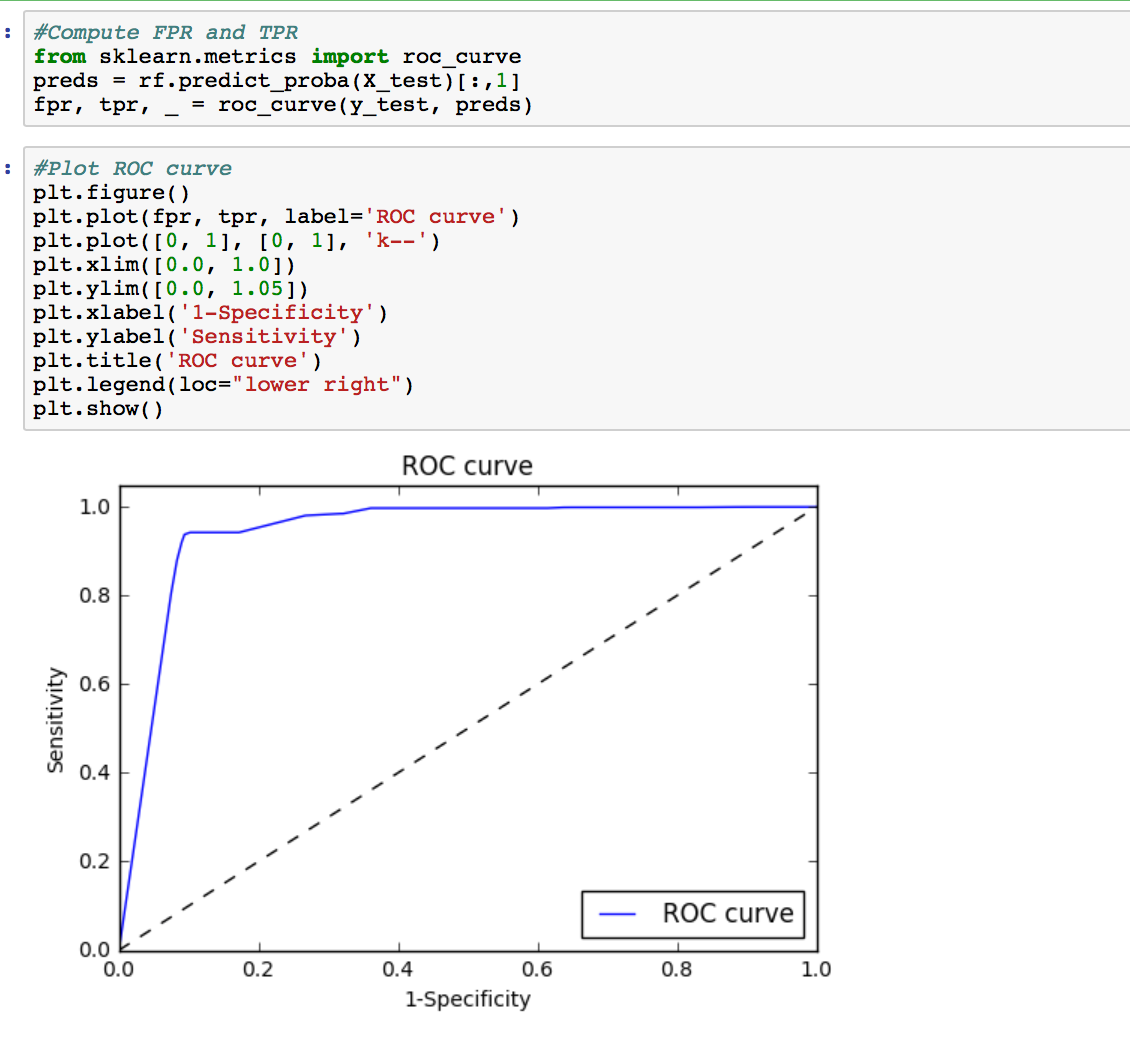 :
#Compute FPR and TPR
from sklearn.metrics import roc_curve
preds = rf.predict_proba(X_test)[:,1]
fpr, tpr, _ = roc_curve(y_test, preds)
:
#Plot ROC curve
plt.figure()
plt.plot(fpr, tpr, label='ROC curve')
plt.plot([0, 1], [0, 1], 'k--')
plt.xlim([0.0, 1.0])
plt.ylim([0.0, 1.05])
plt.xlabel('1-Specificity')
plt.ylabel('Sensitivity')
plt.title('ROC curve')
plt.legend(loc="lower right")
plt.show()
ROC curve
1.0
0.8
0.6
0.4
0.2
0.0
Sensitivity
ROC curve
0.0 0.2 0.4 0.6 0.8 1.0
1-Specificity